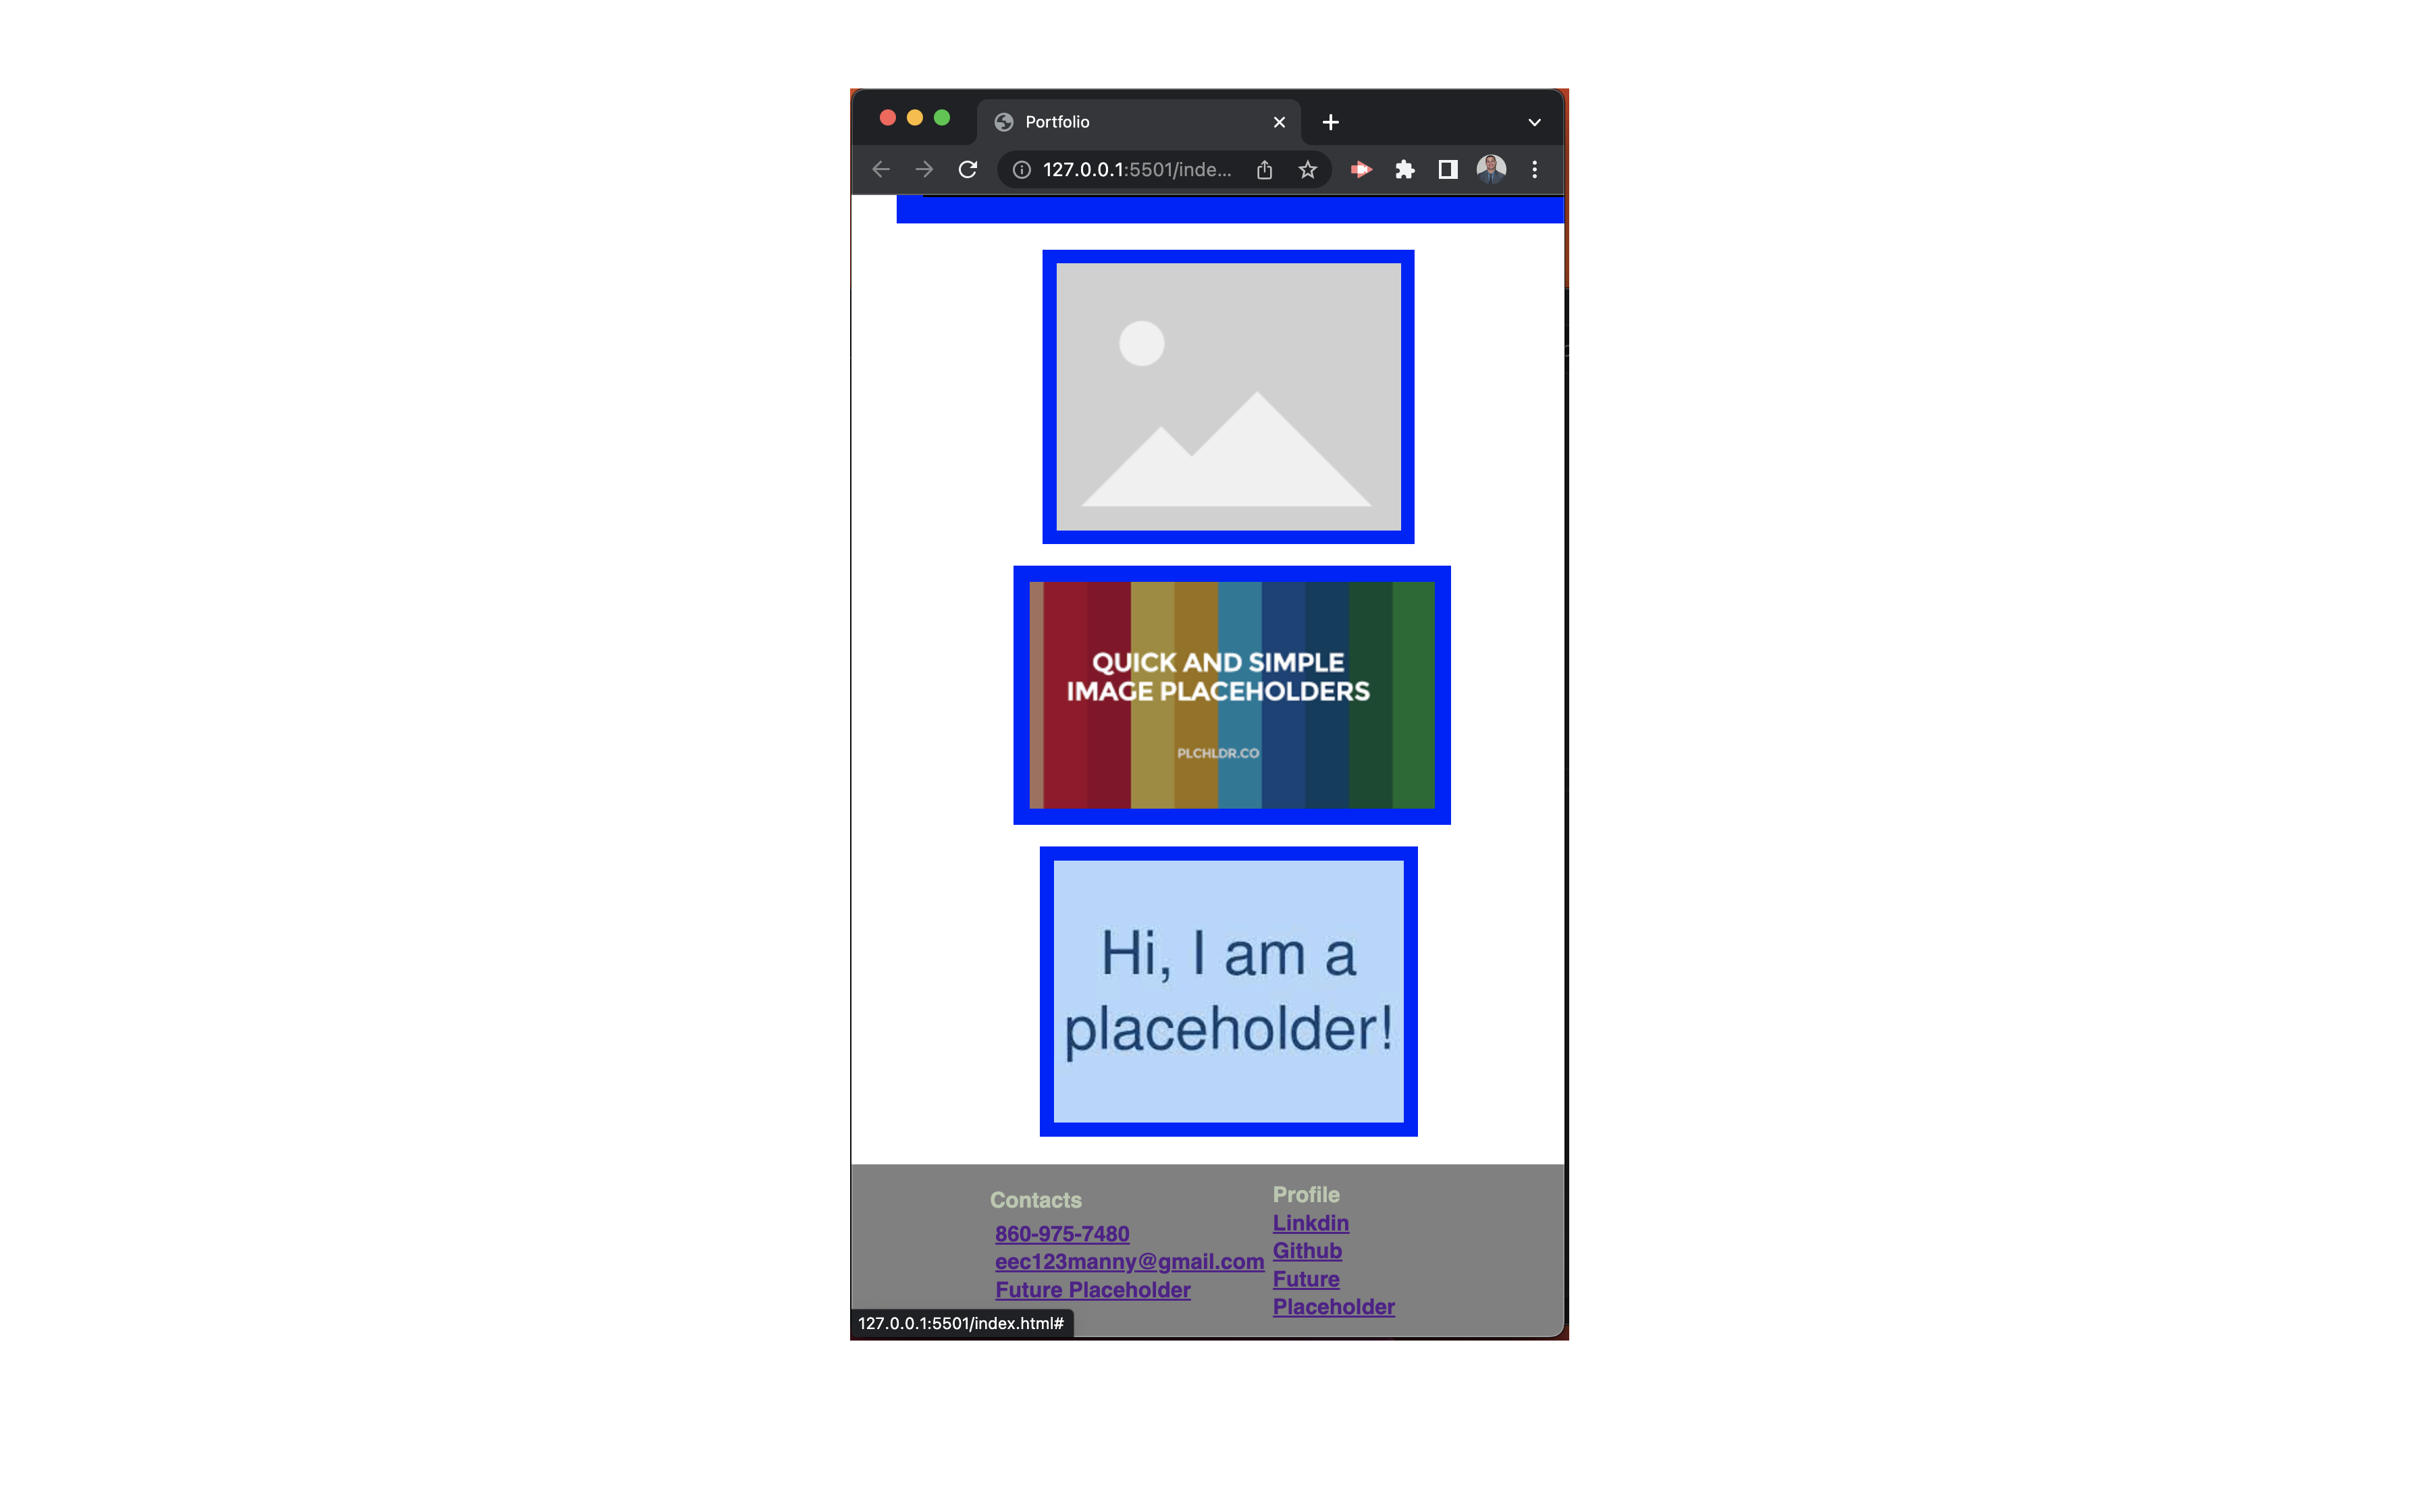 Portfolio
127.0.0.1:5501/inde...
QUICK AND SIMPLE
IMAGE PLACEHOLDERS
PLCHLDR.CO
Hi, I am a
placeholder!
Contacts
860-975-7480
eec123manny@gmail.com
Future Placeholder
Profile
Linkdin
Github
Future
Placeholder
127.0.0.1:5501/index.html#